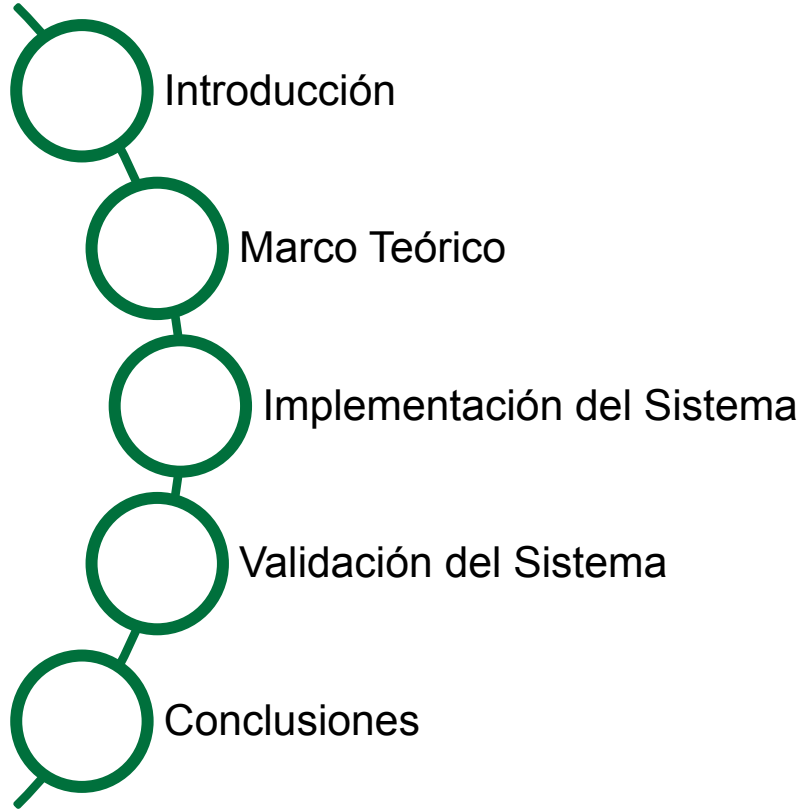 Introducción
Marco Teórico
Implementación del Sistema
Validación del Sistema
Conclusiones